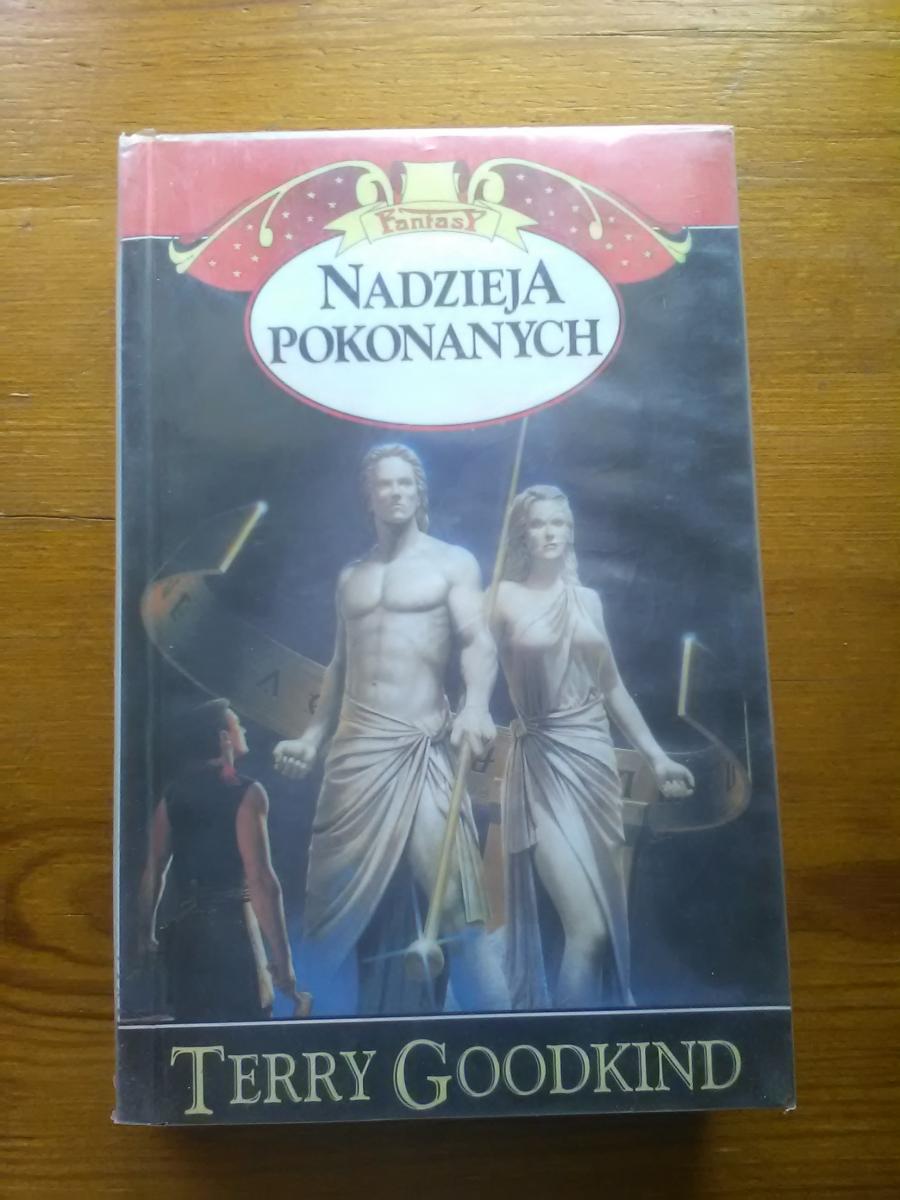 Fantasy
NADZIEJA
POKONANYCH
TERRY GOODKIND